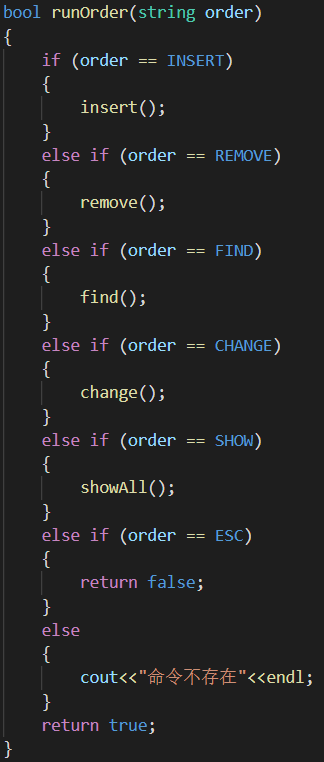 bool runOrder(string order)
{
    if (order == INSERT)
    {
        insert();
    }
    else if (order == REMOVE)
    {
        remove();
    }
    else if (order == FIND)
    {
        find();
    }
    else if (order == CHANGE)
    {
        change();
    }
    else if (order == SHOW)
    {
        showAll();
    }
    else if (order == ESC)
    {
        return false;
    }
    else
    {
        cout<<"命令不存在"<<endl;
    }
    return true;
}